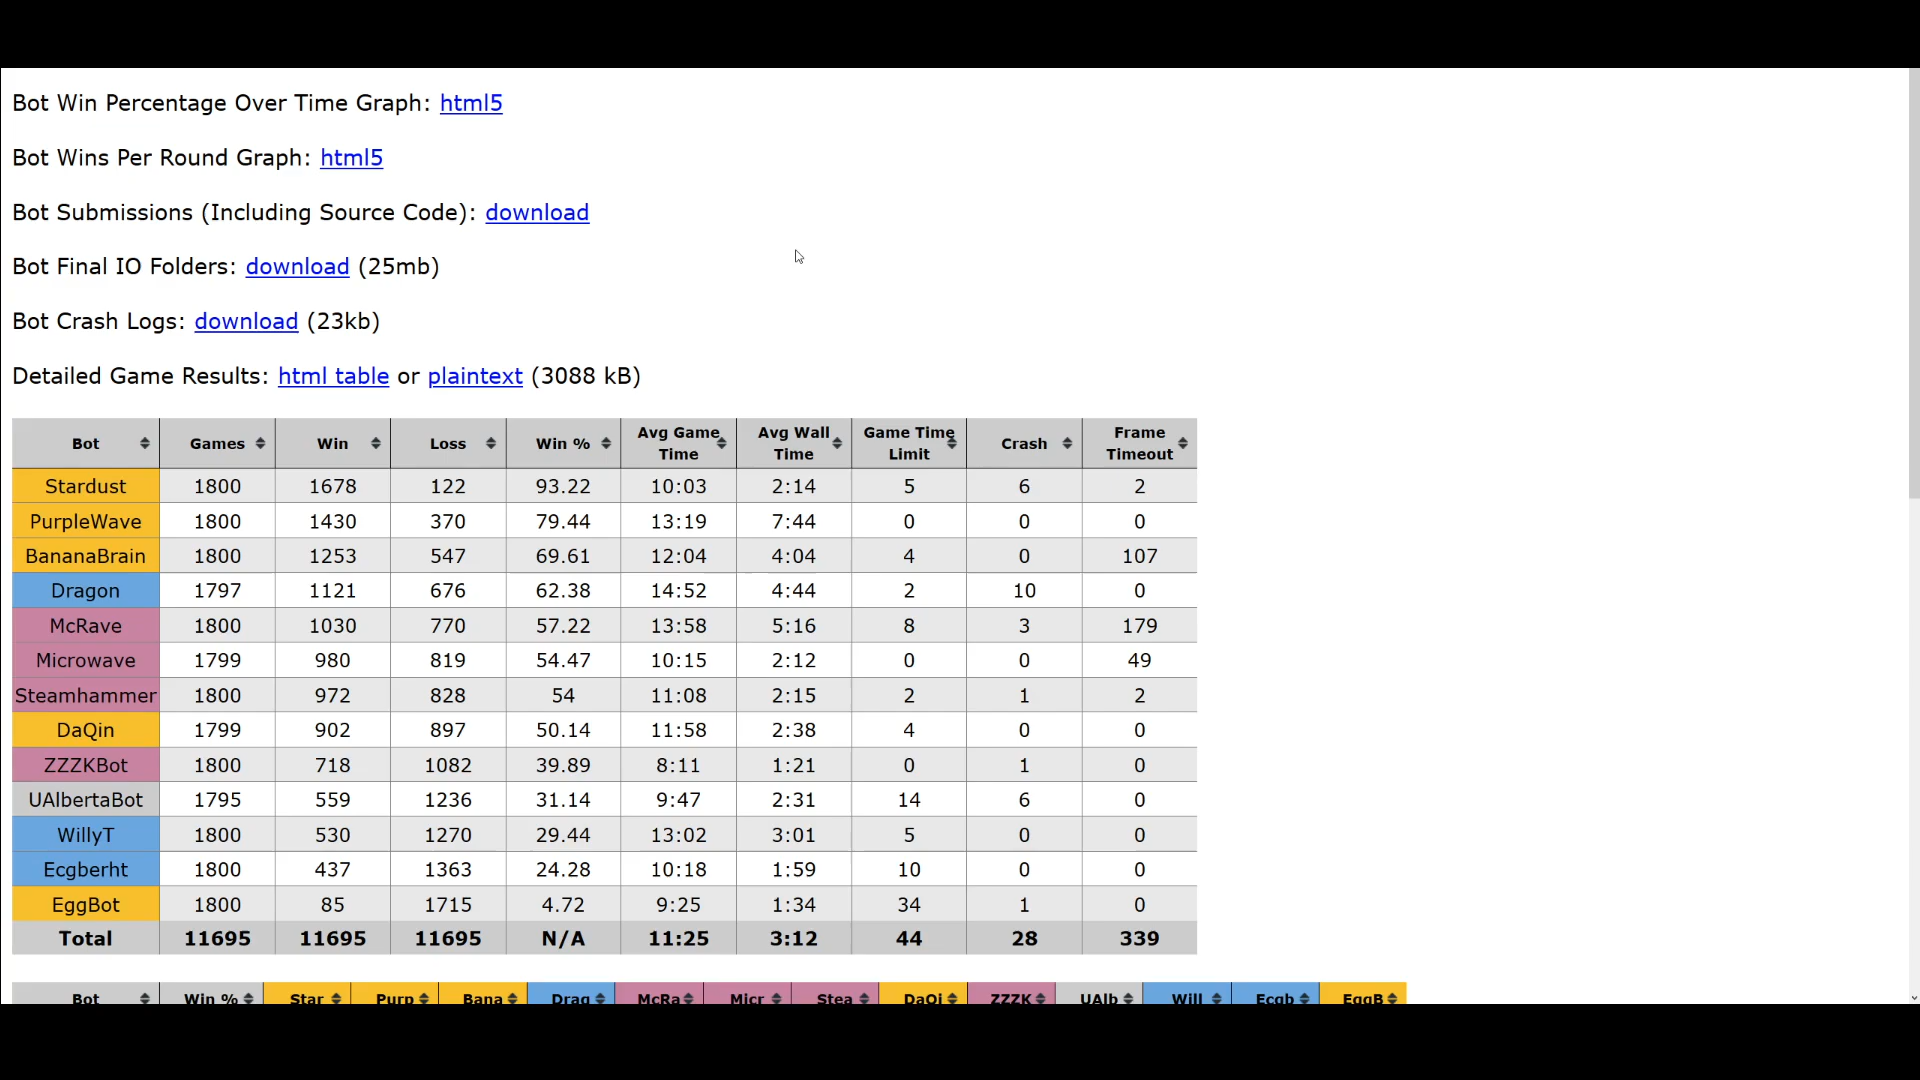 Bot Win Percentage Over Time Graph: html5
Bot Wins Per Round Graph: html5
Bot Submissions (Including Source Code): download
Bot Final IO Folders: download (25mb)
Bot Crash Logs: download (23kb)
Detailed Game Results: html table or plaintext (3088 kB)
Bot Games Win Loss Win % Avg Game Time Avg Wall Time Game Time Limit Crash Frame Timeout
Stardust 1800 1678 122 93.22 10:03 2:14 5 6 2
PurpleWave 1800 1430 370 79.44 13:19 7:44 0 0 0
BananaBrain 1800 1253 547 69.61 12:04 4:04 4 0 107
Dragon 1797 1121 676 62.38 14:52 4:44 2 10 0
McRave 1800 1030 770 57.22 13:58 5:16 8 3 179
Microwave 1799 980 819 54.47 10:15 2:12 0 0 49
Steamhammer 1800 972 828 54 11:08 2:15 2 1 2
DaQin 1799 902 897 50.14 11:58 2:38 4 0 0
ZZZKBot 1800 718 1082 39.89 8:11 1:21 0 1 0
UAlbertaBot 1795 559 1236 31.14 9:47 2:31 14 6 0
WillyT 1800 530 1270 29.44 13:02 3:01 5 0 0
Ecgberht 1800 437 1363 24.28 10:18 1:59 10 0 0
EggBot 1800 85 1715 4.72 9:25 1:34 34 1 0
Total 11695 11695 11695 N/A 11:25 3:12 44 28 339
Bot Win % Star Purp Bana Drag McRa Micr Stea DaQi ZZZK UAlb Will Ecgb EggB